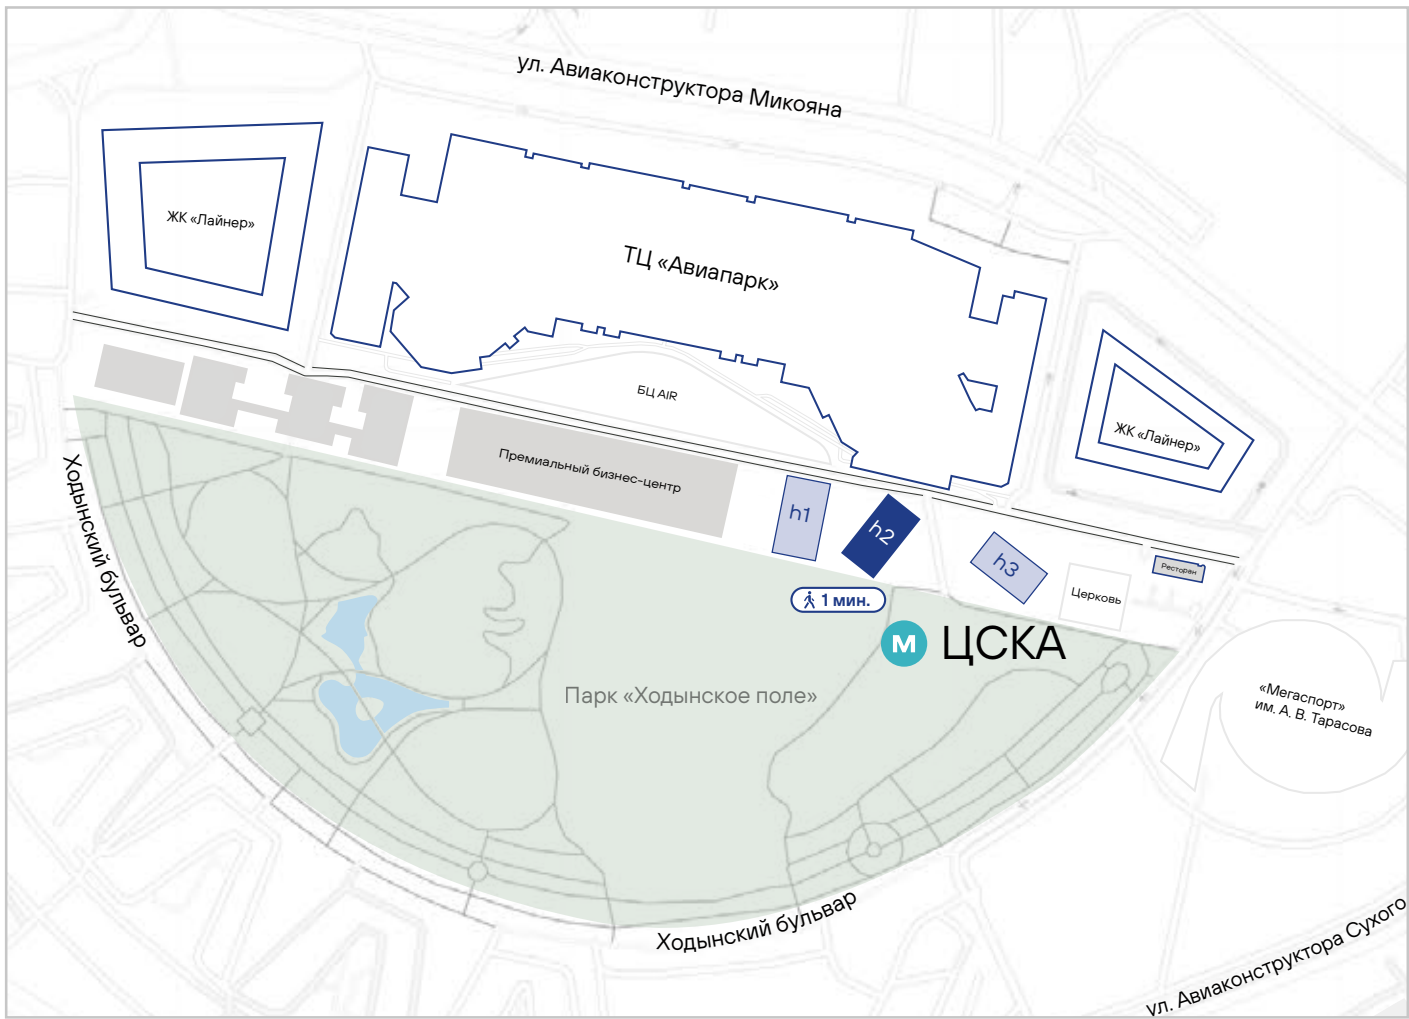 ул. Авиаконструктора Микояна
ЖК «Лайнер»
ТЦ «Авиапарк»
БЦ AIR
ЖК «Лайнер»
Премиальный бизнес-центр
h1
h2
h3
Ресторан
Церковь
1 мин.
М ЦСКА
Ходынский бульвар
Парк «Ходынское поле»
«Мегаспорт»
им. А. В. Тарасова
Ходынский бульвар
ул. Авиаконструктора Сухого